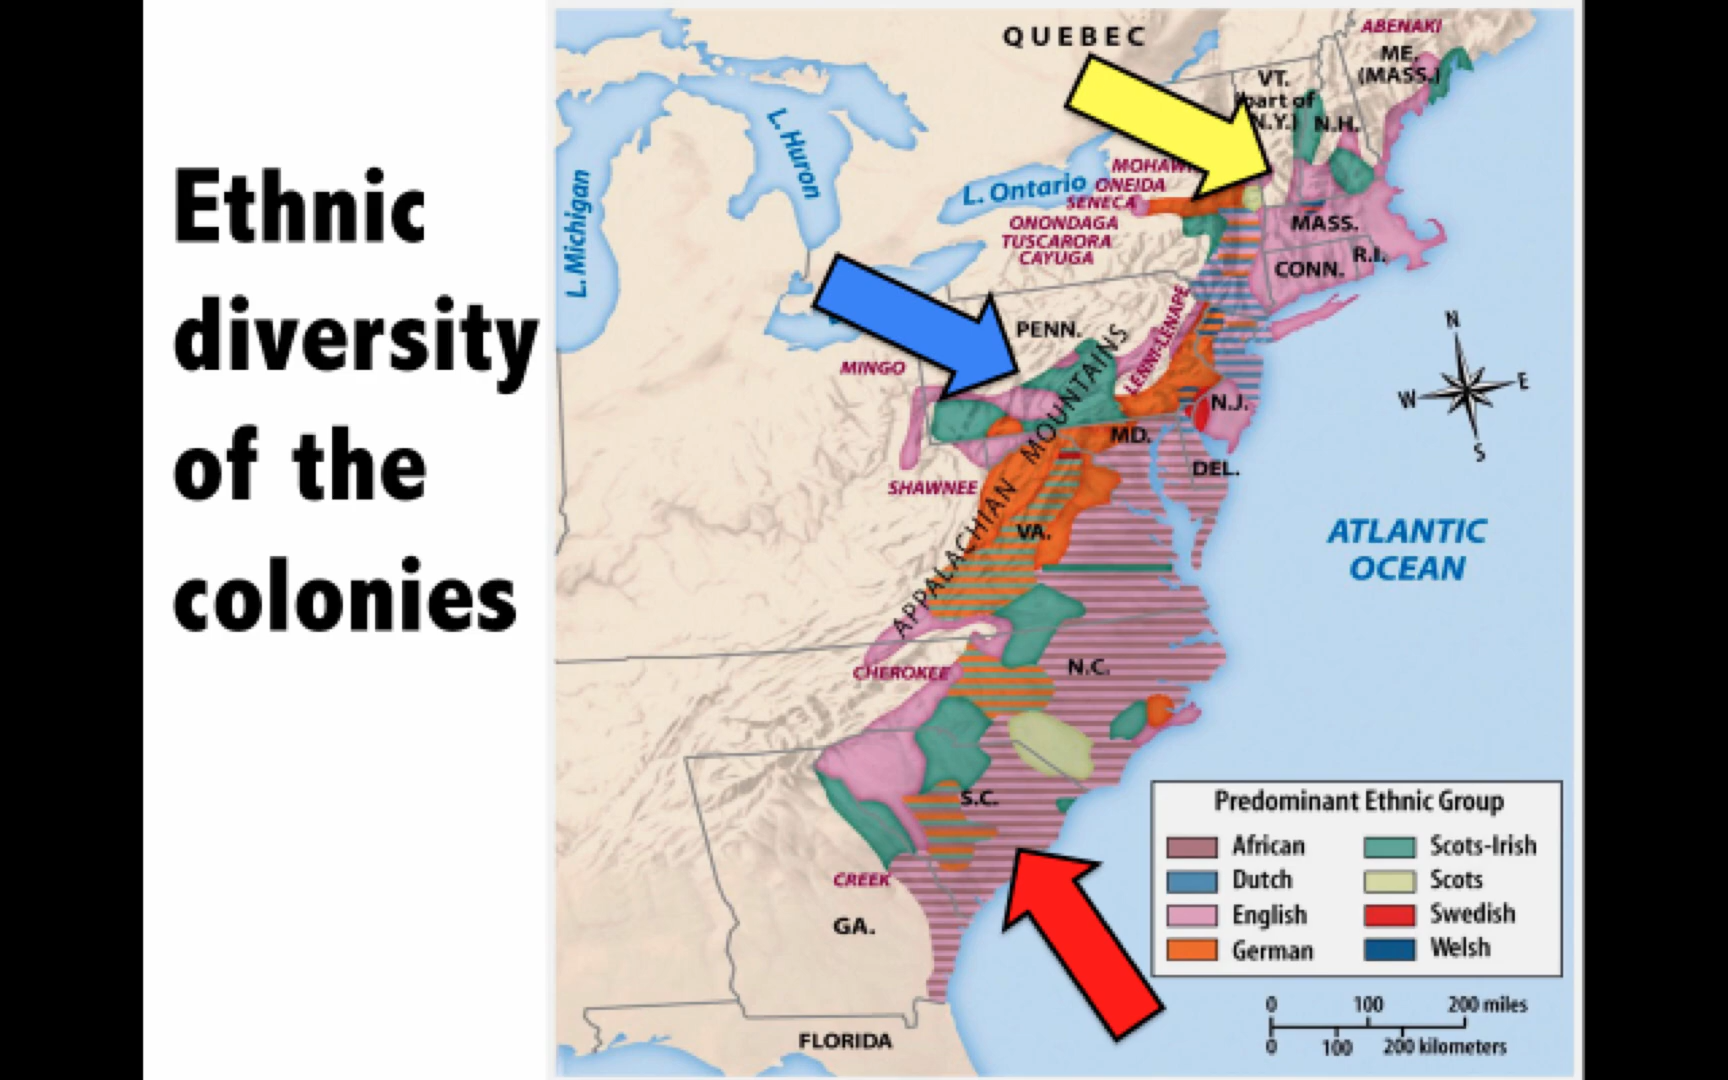 Ethnic
diversity
of the
colonies
QUEBEC
ABENAKI
ME.
(MASS.)
VT.
(part of
N.Y.)
N.H.
L. Huron
L. Michigan
L. Ontario
ONEIDA
SENECA
ONONDAGA
TUSCARORA
CAYUGA
MASS.
R.I.
CONN.
PENN.
LENNI-LENAPE
MINGO
N.J.
MD.
DEL.
SHAWNEE
VA.
APPALACHIAN MOUNTAINS
N
W
E
S
ATLANTIC
OCEAN
CHEROKEE
N.C.
S.C.
CREEK
GA.
FLORIDA
Predominant Ethnic Group
African
Dutch
English
German
Scots-Irish
Scots
Swedish
Welsh
0 100 200 miles
0 100 200 kilometers